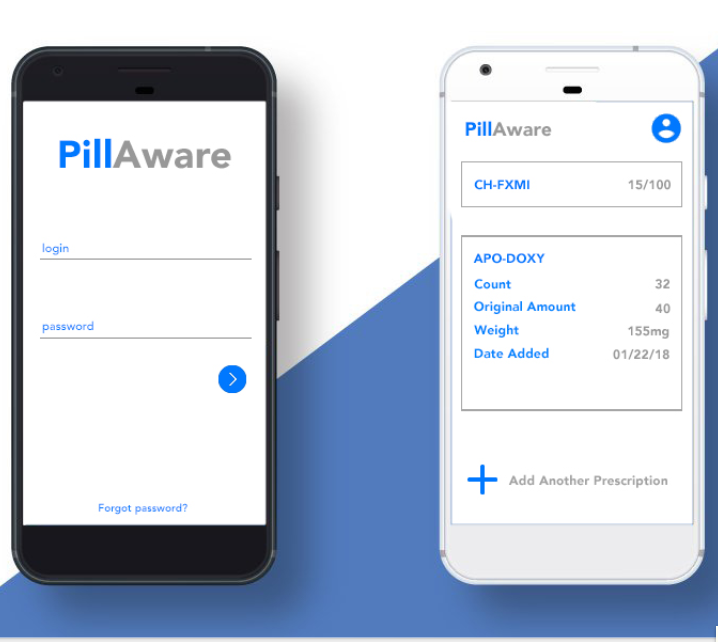 PillAware
login
password
Forgot password?
PillAware
CH-FXMI 15/100
APO-DOXY
Count 32
Original Amount 40
Weight 155mg
Date Added 01/22/18
Add Another Prescription